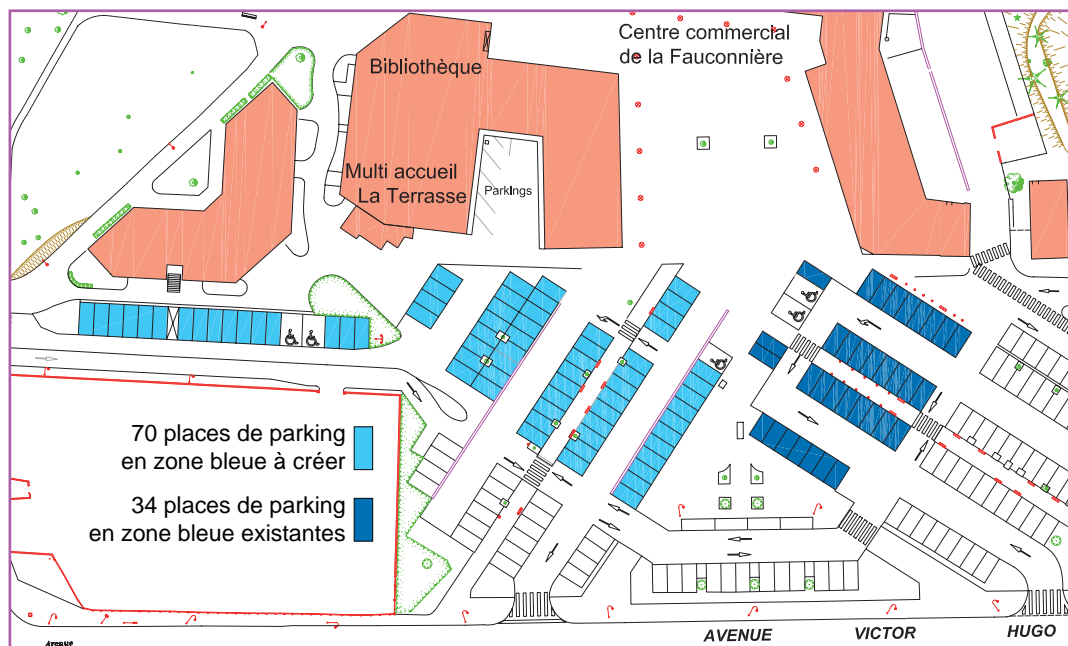 Centre commercial
de la Fauconnière
Bibliothèque
Multi accueil
La Terrasse
Parkings
70 places de parking
en zone bleue à créer
34 places de parking
en zone bleue existantes
AVENUE VICTOR HUGO
Avenue